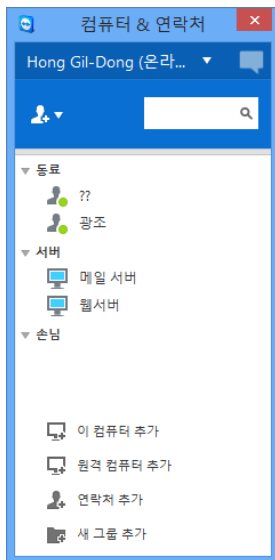 컴퓨터 & 연락처
Hong Gil-Dong (온라...
동료
??
광조
서버
메일 서버
웹서버
손님
이 컴퓨터 추가
원격 컴퓨터 추가
연락처 추가
새 그룹 추가